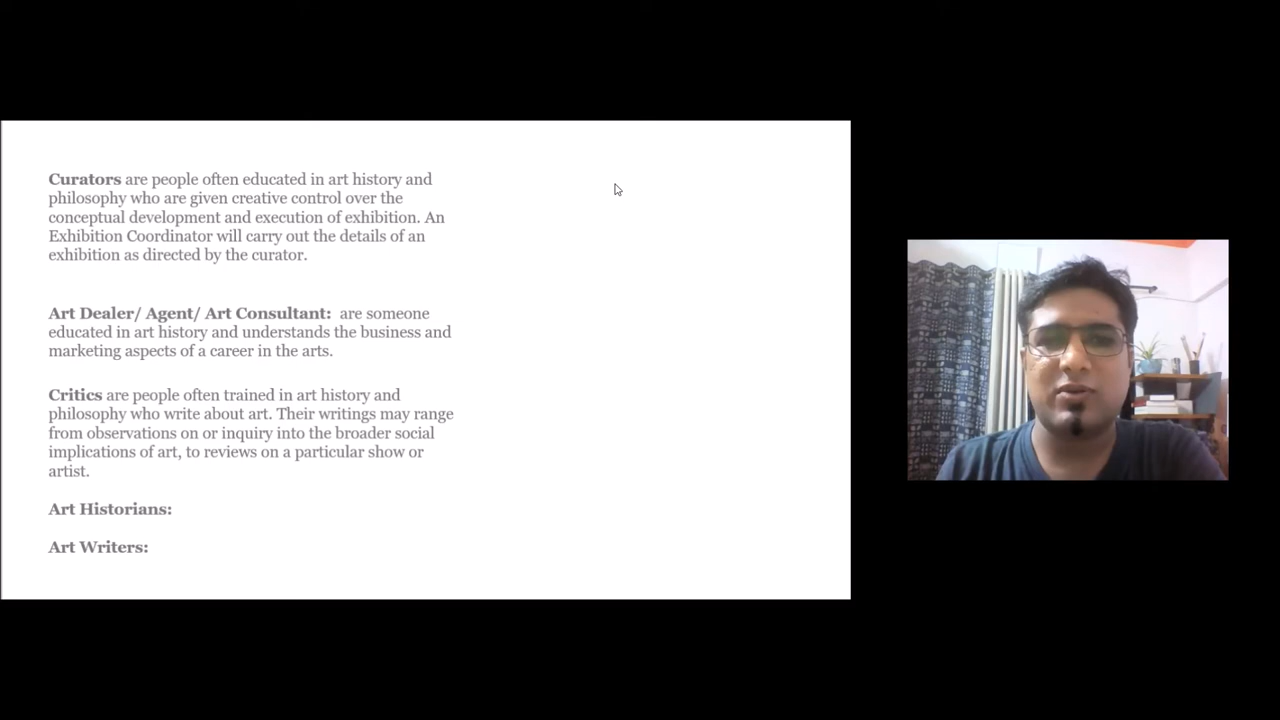 Curators are people often educated in art history and
philosophy who are given creative control over the
conceptual development and execution of exhibition. An
Exhibition Coordinator will carry out the details of an
exhibition as directed by the curator.
Art Dealer/ Agent/ Art Consultant:  are someone
educated in art history and understands the business and
marketing aspects of a career in the arts.
Critics are people often trained in art history and
philosophy who write about art. Their writings may range
from observations on or inquiry into the broader social
implications of art, to reviews on a particular show or
artist.
Art Historians:
Art Writers: